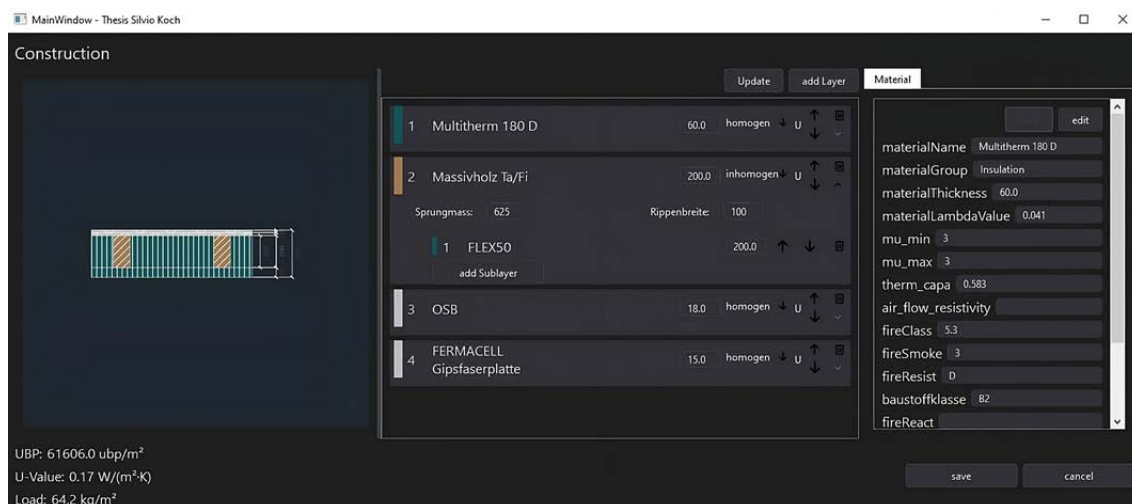 MainWindow - Thesis Silvio Koch
Construction
Update
add Layer
Material
1 Multitherm 180 D 60.0 homogen U
2 Massivholz Ta/Fi 200.0 inhomogen U
Sprungmass: 625 Rippenbreite: 100
1 FLEX50 200.0
add Sublayer
3 OSB 18.0 homogen U
4 FERMACELL
Gipsfaserplatte 15.0 homogen U
edit
materialName Multitherm 180 D
materialGroup Insulation
materialThickness 60.0
materialLambdaValue 0.041
mu_min 3
mu_max 3
therm_capa 0.583
air_flow_resistivity
fireClass 5.3
fireSmoke 3
fireResist D
baustoffklasse B2
fireReact
UBP: 61606.0 ubp/m²
U-Value: 0.17 W/(m²·K)
Load: 64.2 kg/m²
save
cancel